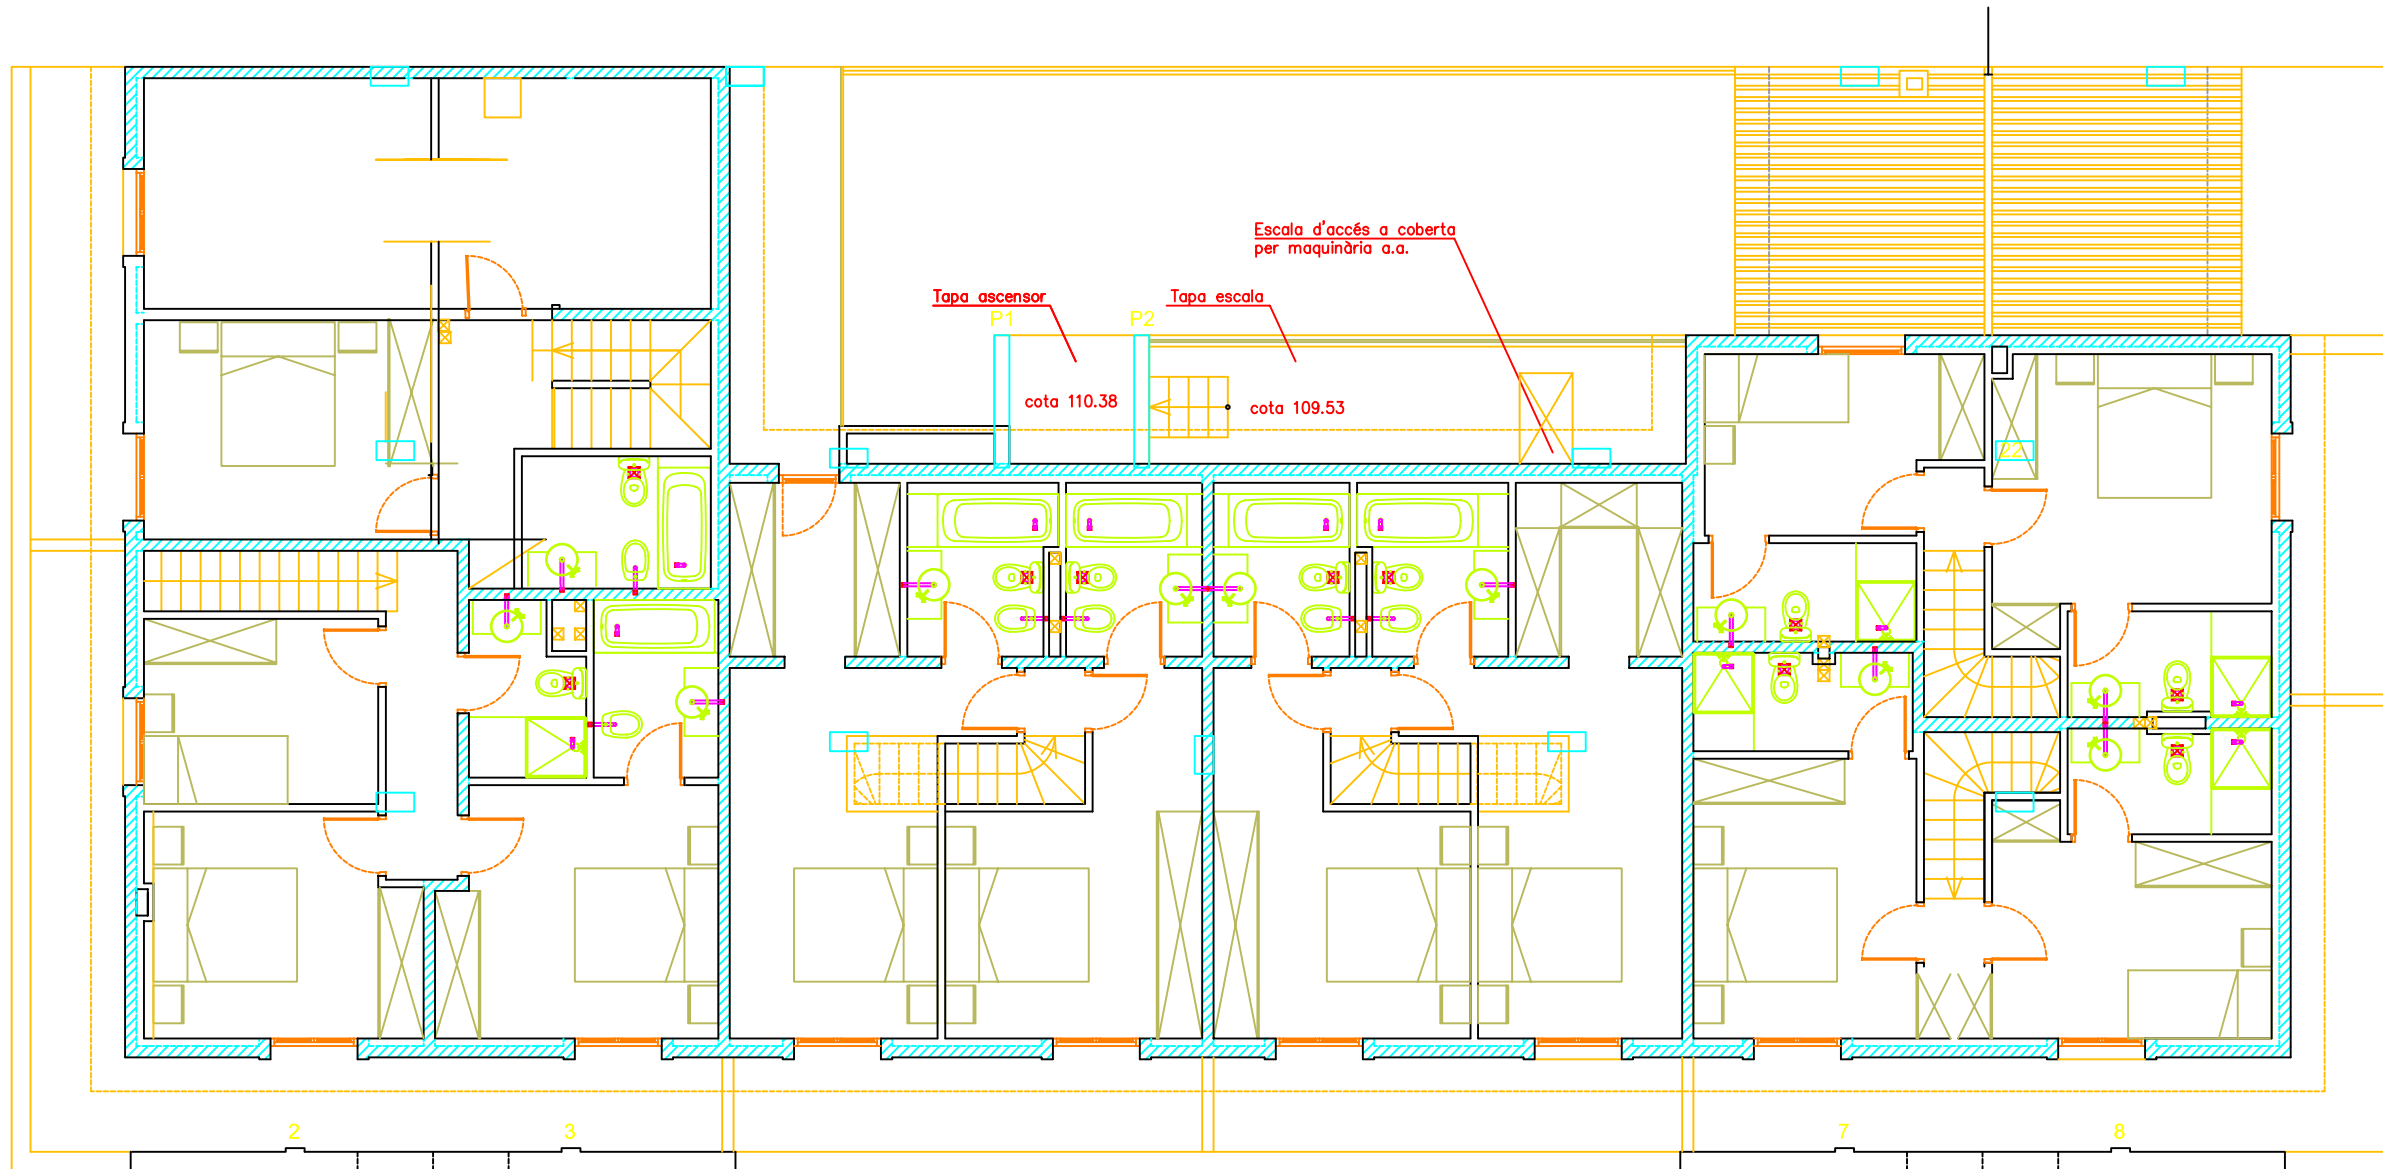 Escala d'accés a coberta
per maquinària a.a.
Tapa ascensor
Tapa escala
P1
P2
cota 110.38
cota 109.53
22
2
3
7
8